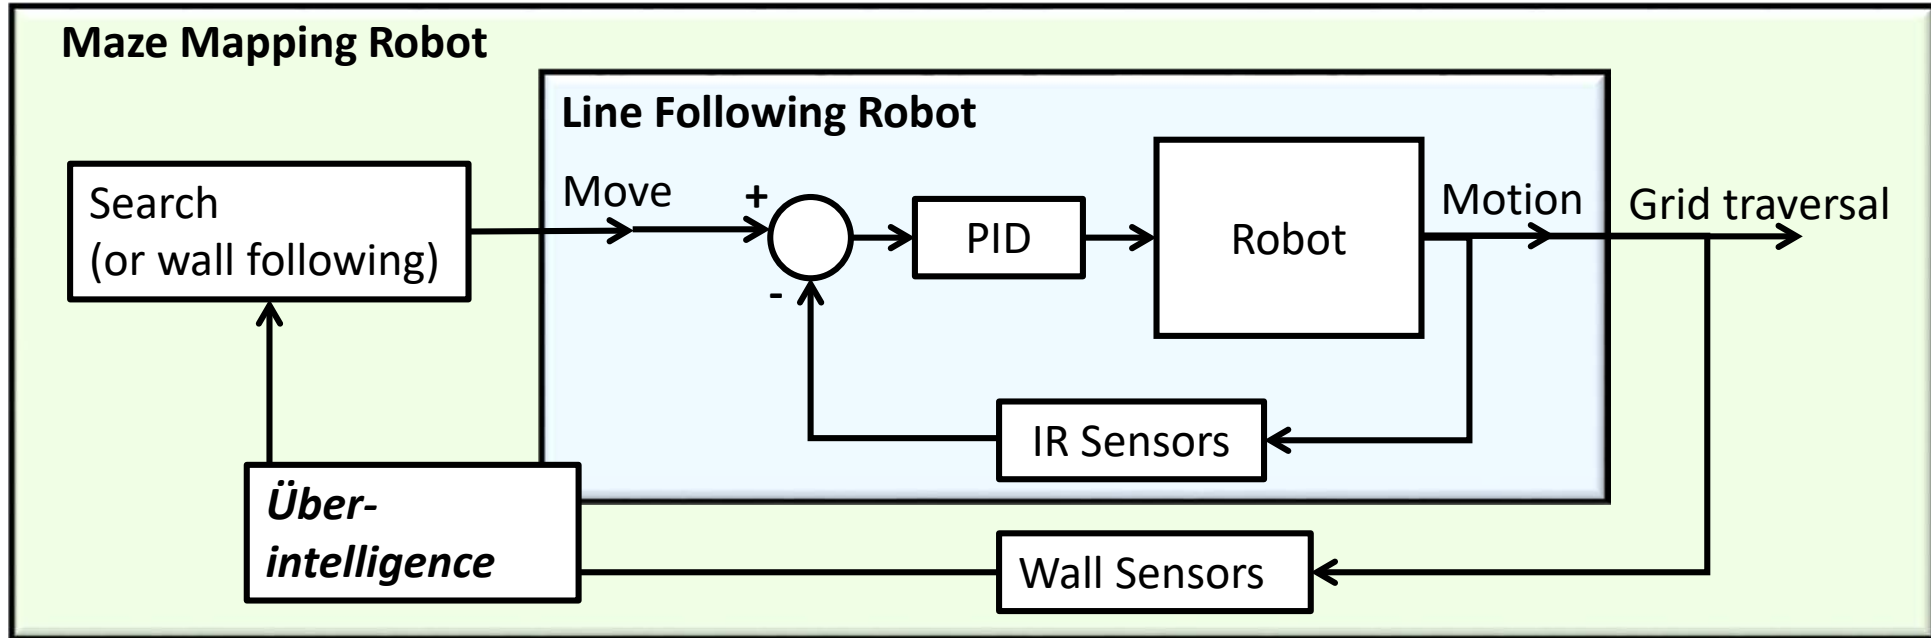 Maze Mapping Robot
Line Following Robot
Search
(or wall following)
Move
+
-
PID
Robot
Motion
Grid traversal
IR Sensors
Über-
intelligence
Wall Sensors